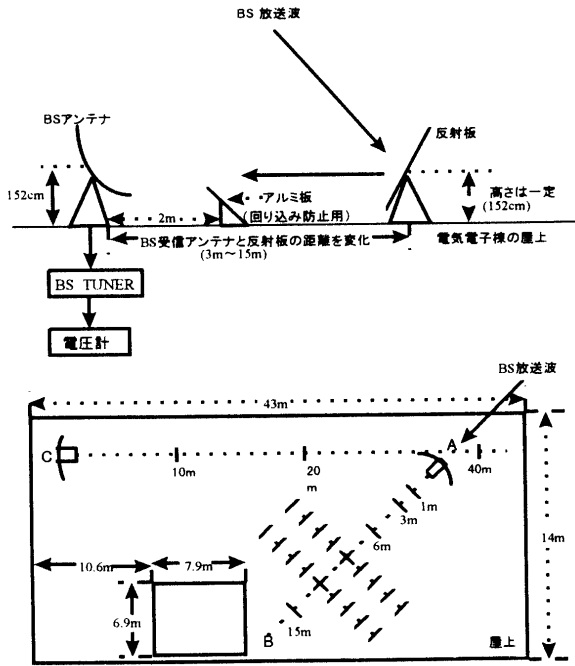 BS 放送波
BSアンテナ
反射板
152cm
アルミ板
(回り込み防止用)
高さは一定
(152cm)
2m
BS受信アンテナと反射板の距離を変化
(3m～15m)
電気電子棟の屋上
BS TUNER
電圧計
BS放送波
43m
C
A
10m
20
m
40m
1m
3m
6m
14m
10.6m
7.9m
6.9m
15m
B
屋上